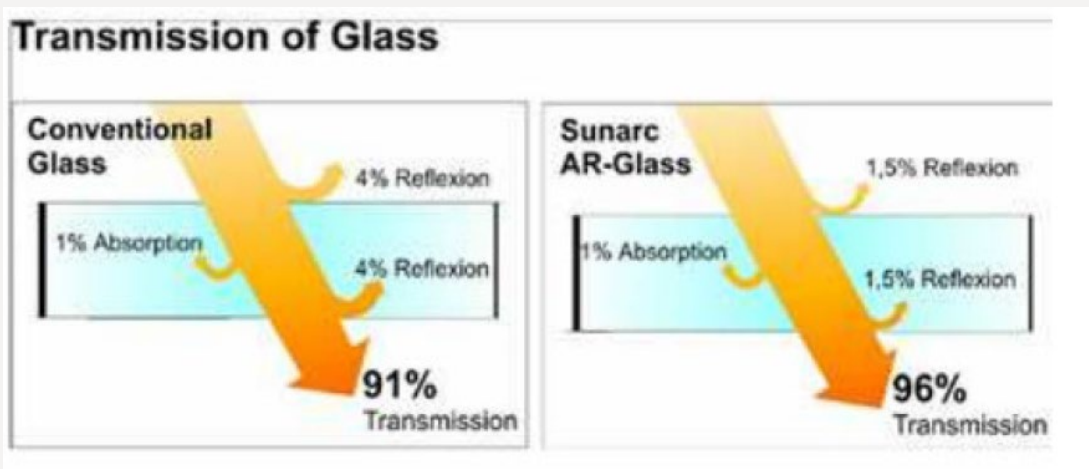 Transmission of Glass
Conventional
Glass
4% Reflexion
1% Absorption
4% Reflexion
91%
Transmission
Sunarc
AR-Glass
1,5% Reflexion
1% Absorption
1,5% Reflexion
96%
Transmission